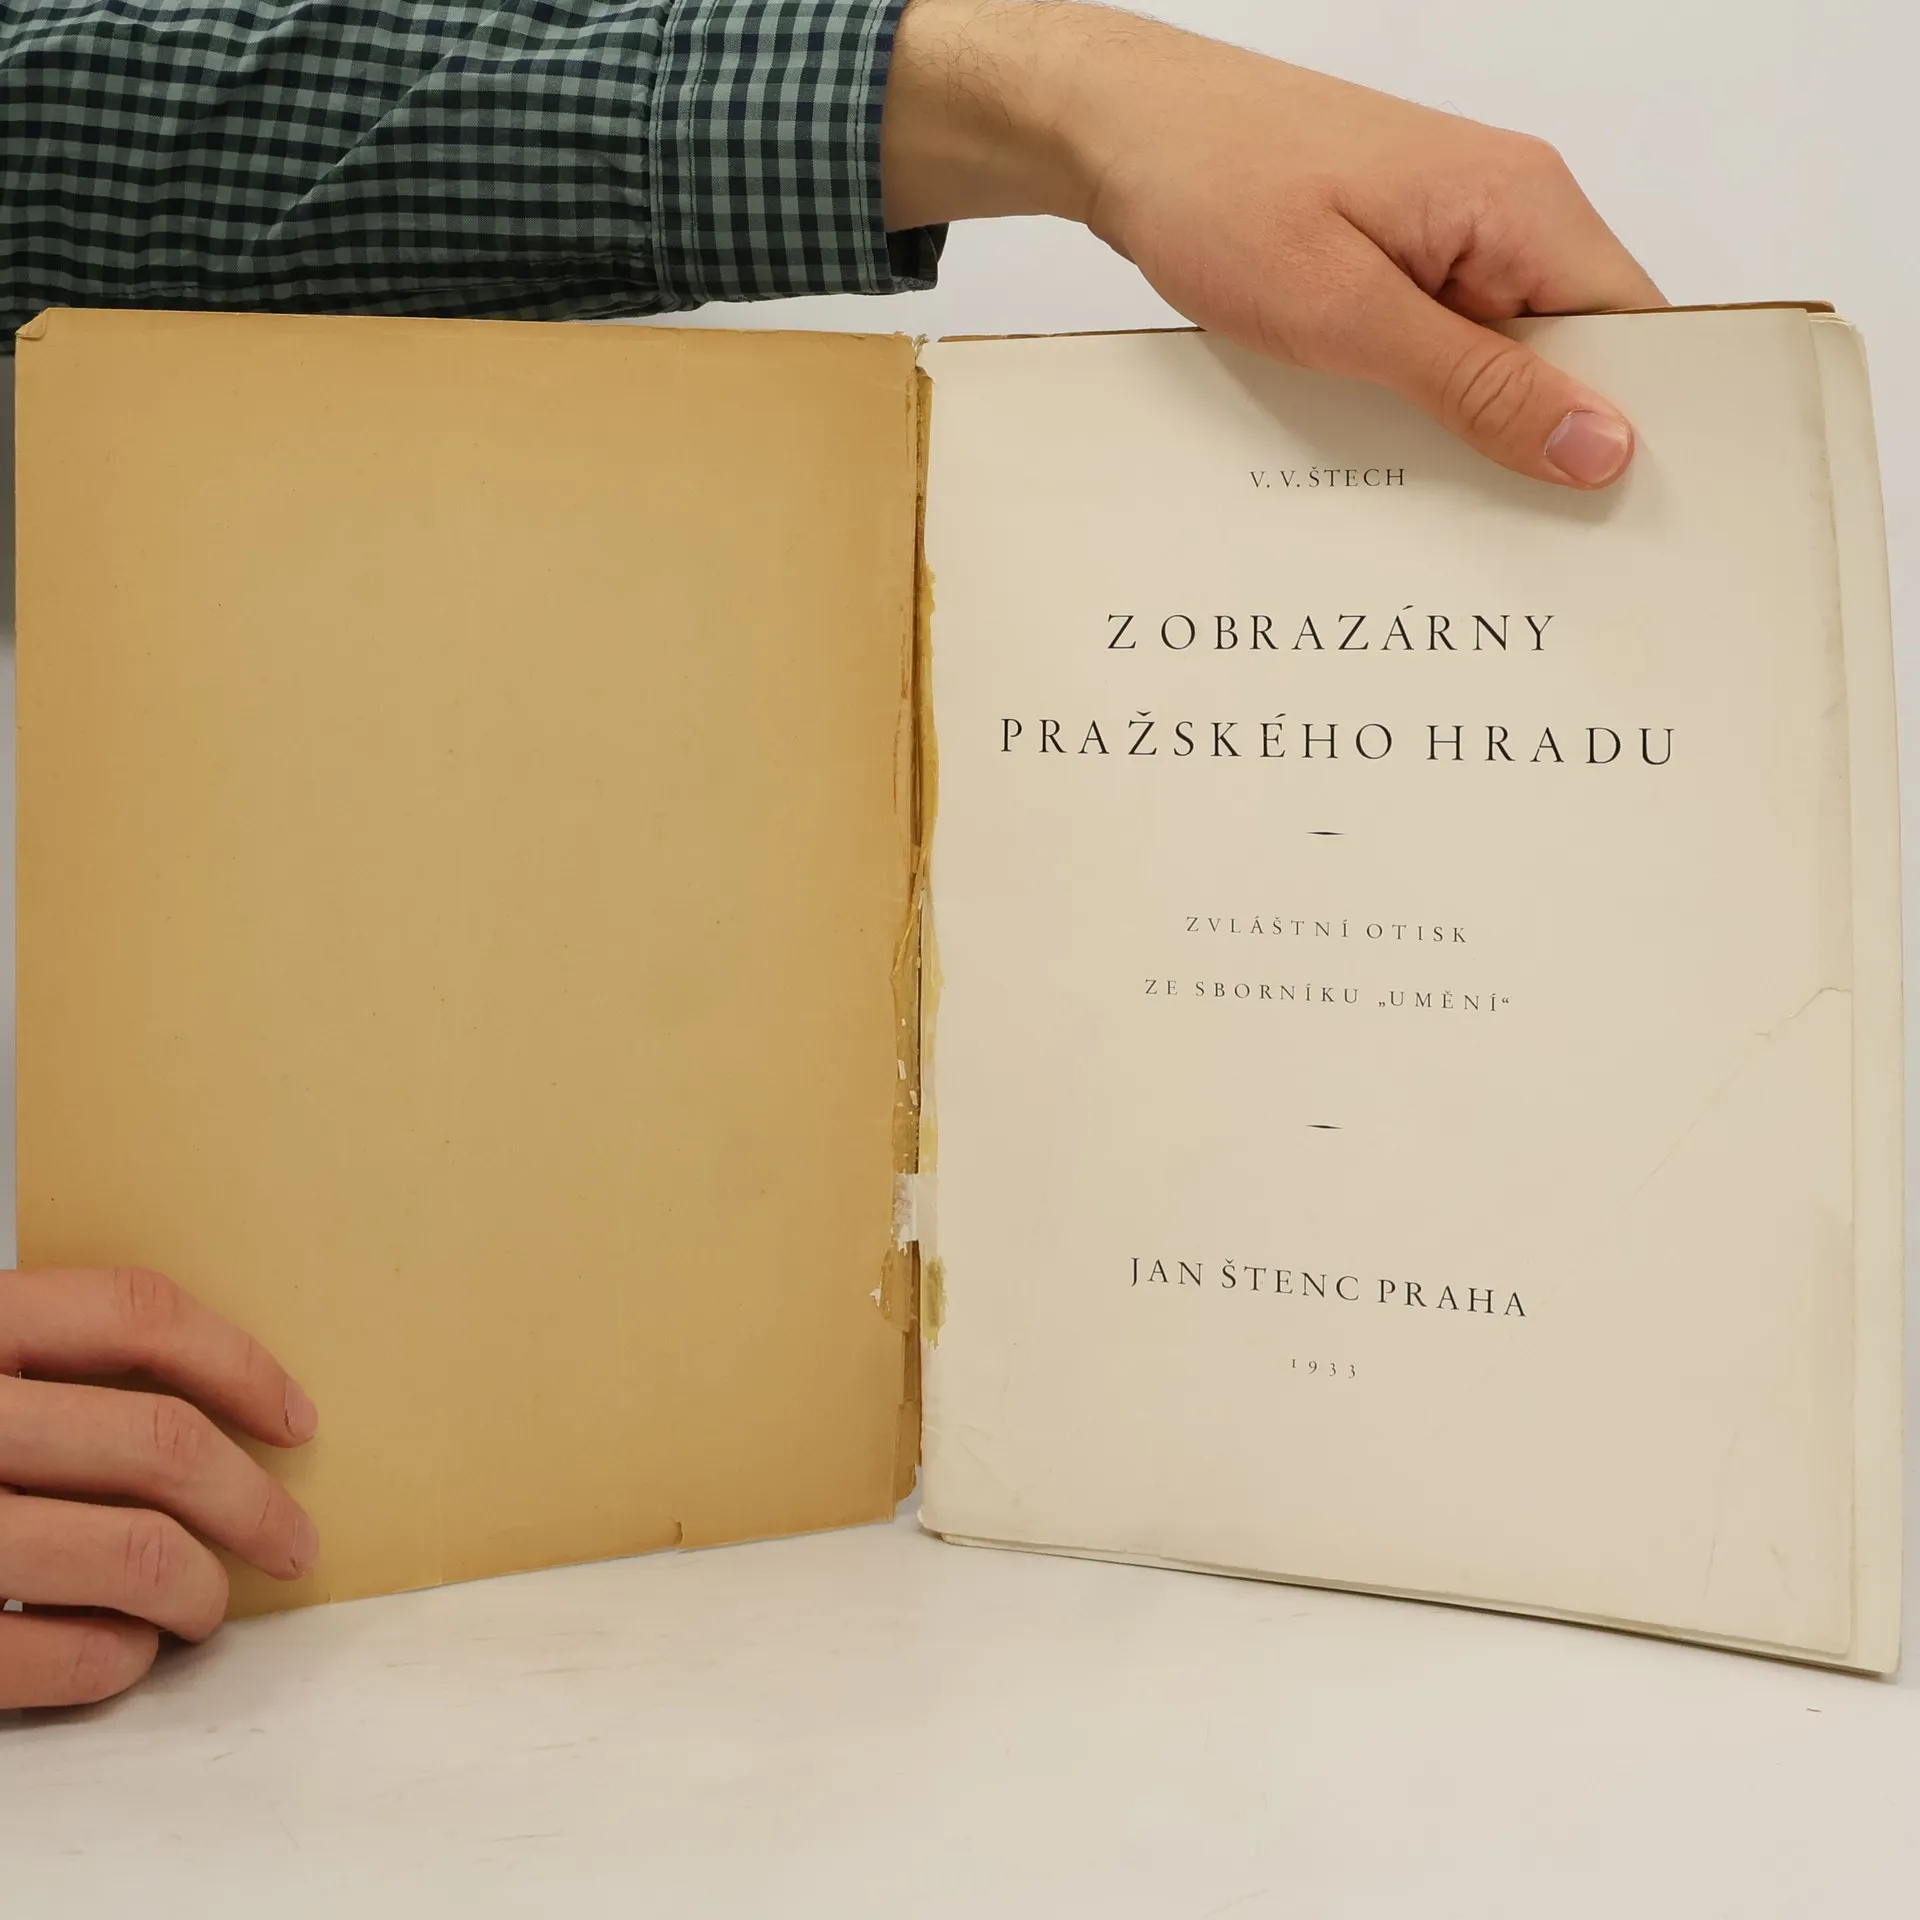 V. V. ŠTECH
Z OBRAZÁRNY
PRAŽSKÉHO HRADU
ZVLÁŠTNÍ OTISK
ZE SBORNÍKU „UMĚNÍ“
JAN ŠTENC PRAHA
1933